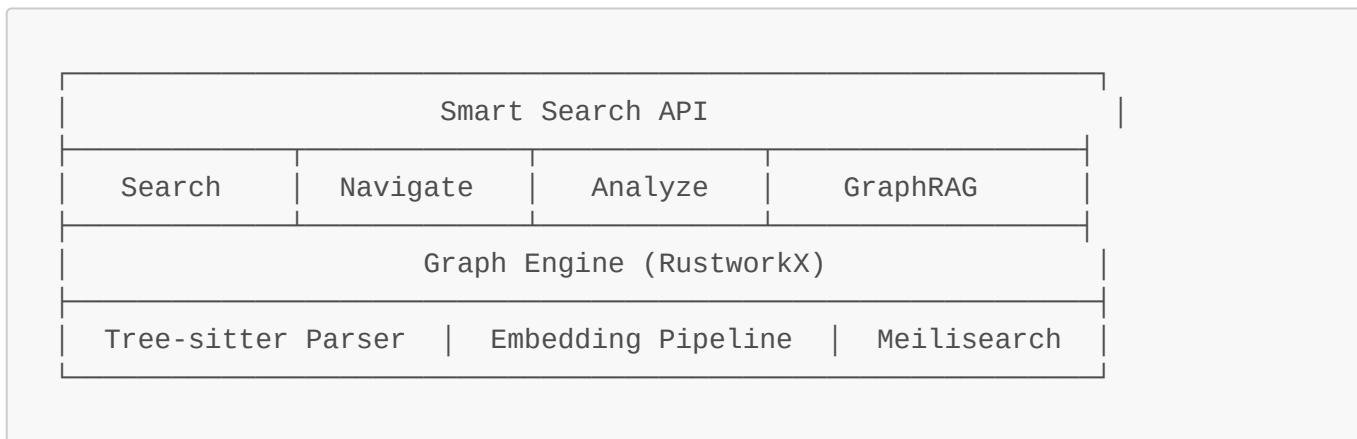 Smart Search API
Search │ Navigate │ Analyze │ GraphRAG
Graph Engine (RustworkX)
Tree-sitter Parser │ Embedding Pipeline │ Meilisearch